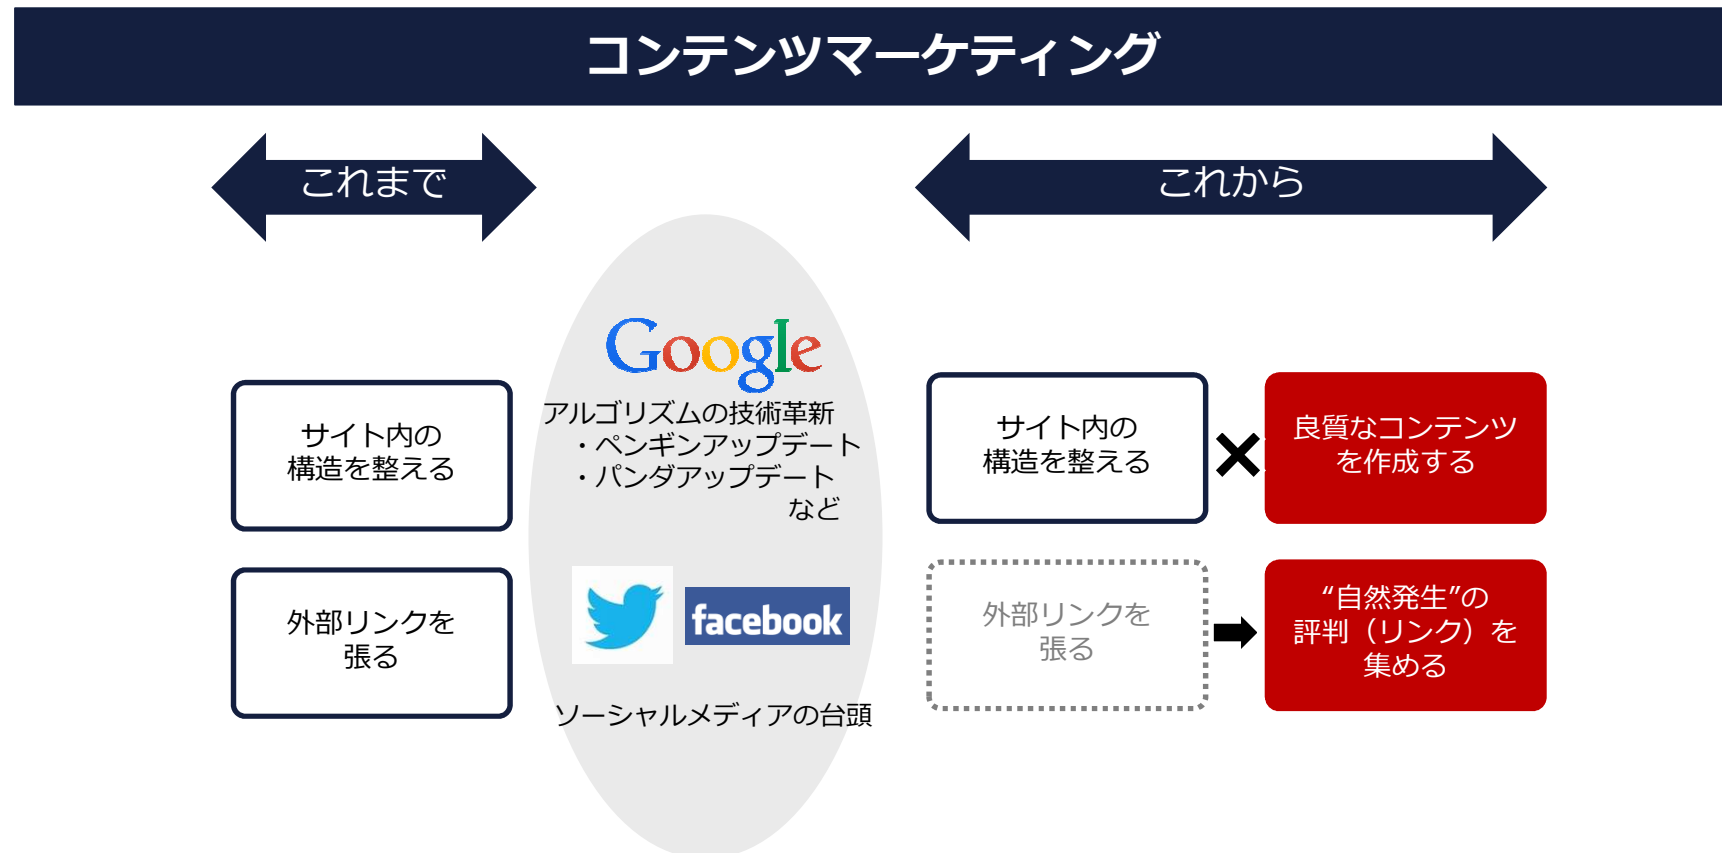 コンテンツマーケティング
これまで
これから
サイト内の
構造を整える
外部リンクを
張る
Google
アルゴリズムの技術革新
・ペンギンアップデート
・パンダアップデート
など
facebook
ソーシャルメディアの台頭
サイト内の
構造を整える
良質なコンテンツ
を作成する
外部リンクを
張る
“自然発生”の
評判（リンク）を
集める